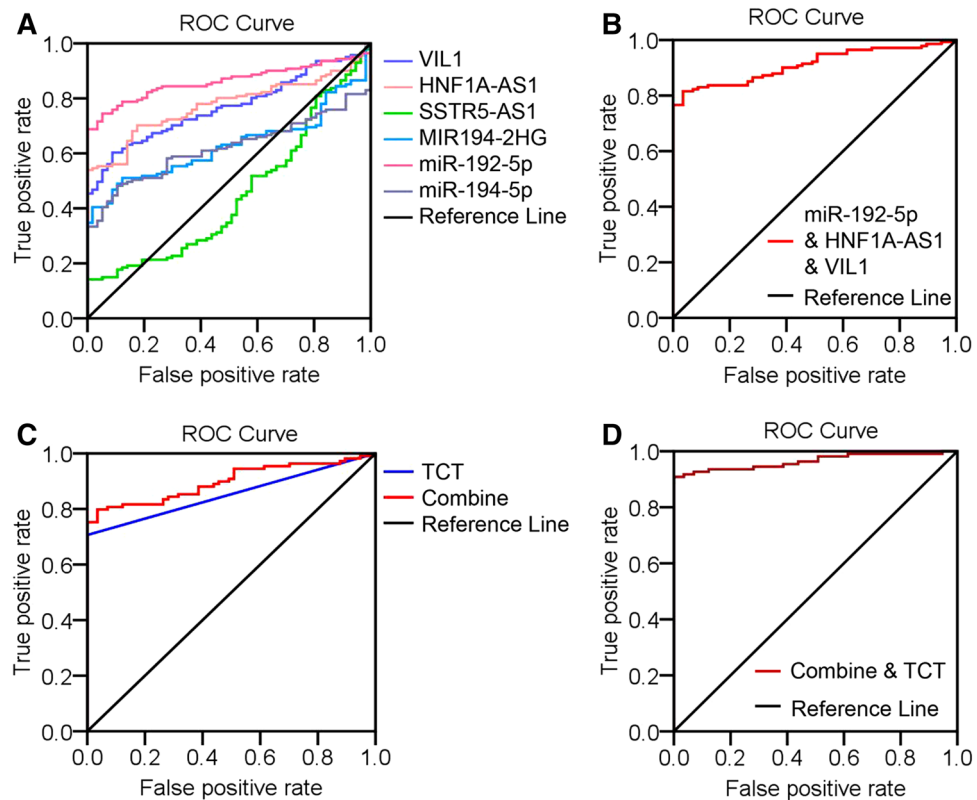 A
ROC Curve
True positive rate
1.0
0.8
0.6
0.4
0.2
0.0
0.0 0.2 0.4 0.6 0.8 1.0
False positive rate
VIL1
HNF1A-AS1
SSTR5-AS1
MIR194-2HG
miR-192-5p
miR-194-5p
Reference Line
B
ROC Curve
True positive rate
1.0
0.8
0.6
0.4
0.2
0.0
0.0 0.2 0.4 0.6 0.8 1.0
False positive rate
miR-192-5p
& HNF1A-AS1
& VIL1
Reference Line
C
ROC Curve
True positive rate
1.0
0.8
0.6
0.4
0.2
0.0
0.0 0.2 0.4 0.6 0.8 1.0
False positive rate
TCT
Combine
Reference Line
D
ROC Curve
True positive rate
1.0
0.8
0.6
0.4
0.2
0.0
0.0 0.2 0.4 0.6 0.8 1.0
False positive rate
Combine & TCT
Reference Line